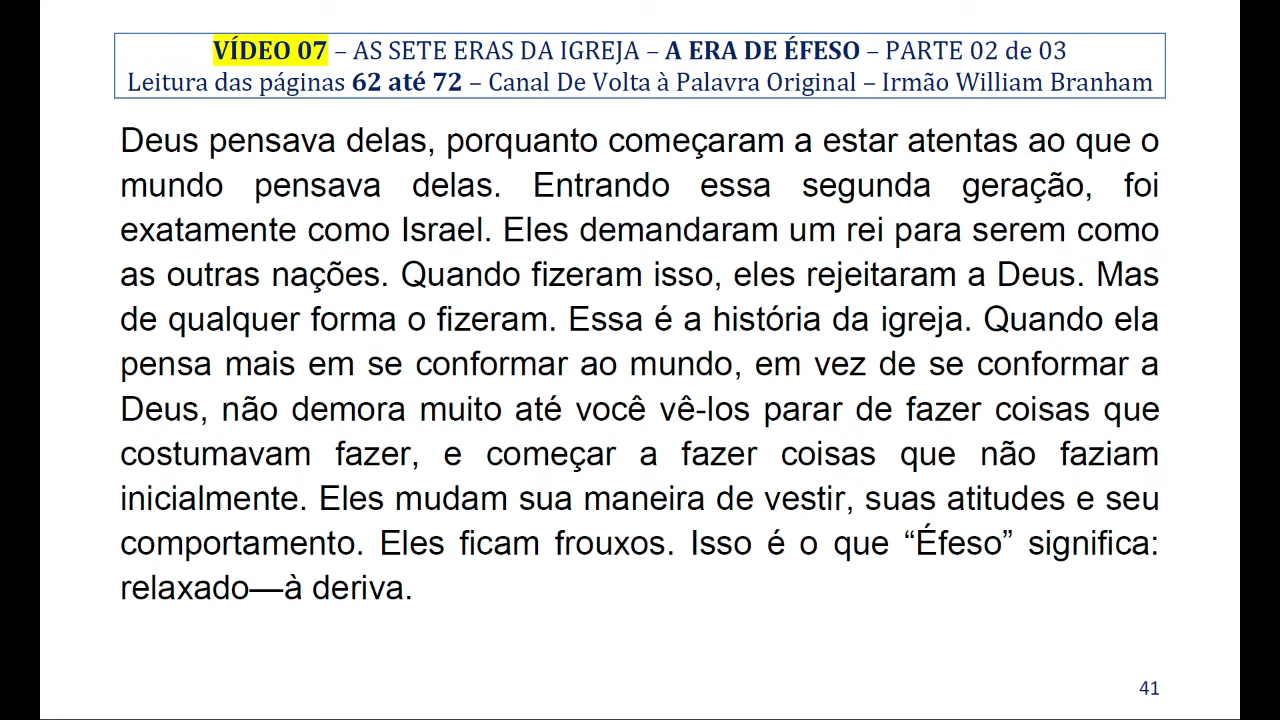 VÍDEO 07 – AS SETE ERAS DA IGREJA – A ERA DE ÉFESO – PARTE 02 de 03
Leitura das páginas 62 até 72 – Canal De Volta à Palavra Original – Irmão William Branham
Deus pensava delas, porquanto começaram a estar atentas ao que o
mundo pensava delas. Entrando essa segunda geração, foi
exatamente como Israel. Eles demandaram um rei para serem como
as outras nações. Quando fizeram isso, eles rejeitaram a Deus. Mas
de qualquer forma o fizeram. Essa é a história da igreja. Quando ela
pensa mais em se conformar ao mundo, em vez de se conformar a
Deus, não demora muito até você vê-los parar de fazer coisas que
costumavam fazer, e começar a fazer coisas que não faziam
inicialmente. Eles mudam sua maneira de vestir, suas atitudes e seu
comportamento. Eles ficam frouxos. Isso é o que “Éfeso” significa:
relaxado—à deriva.
41